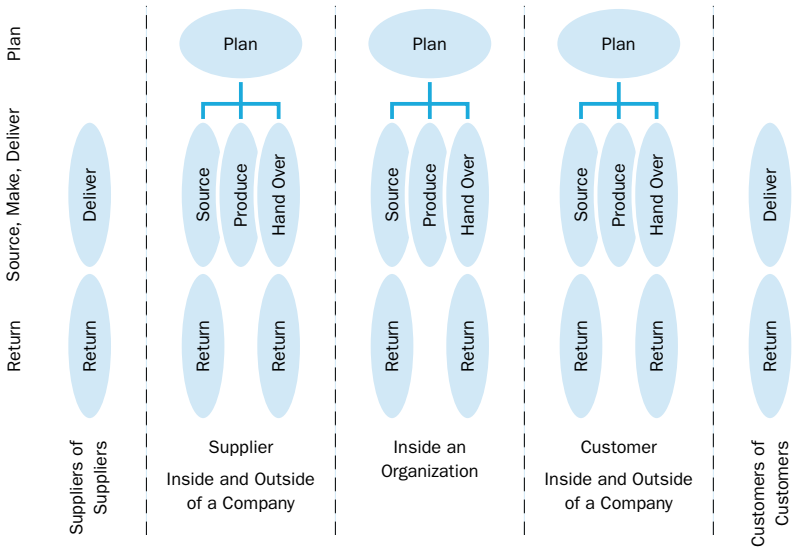 Plan
Plan
Plan
Plan
Source, Make, Deliver
Deliver
Source
Produce
Hand Over
Source
Produce
Hand Over
Source
Produce
Hand Over
Deliver
Return
Return
Return
Return
Return
Return
Return
Return
Return
Suppliers of
Suppliers
Supplier
Inside and Outside
of a Company
Inside an
Organization
Customer
Inside and Outside
of a Company
Customers of
Customers